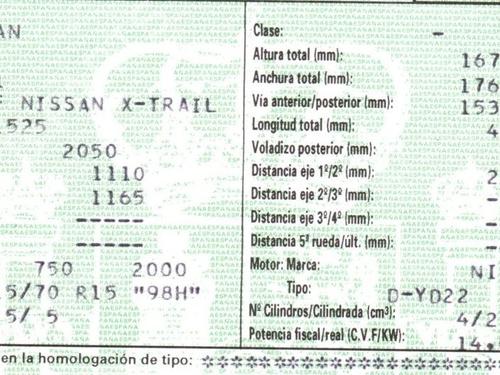 AN
Clase: -
Altura total (mm): 167
Anchura total (mm): 176
NISSAN X-TRAIL
Vía anterior/posterior (mm): 153
1525
Longitud total (mm): 4
2050
Voladizo posterior (mm):
1110
Distancia eje 1º/2º (mm): 2
1165
Distancia eje 2º/3º (mm): -
-----
Distancia eje 3º/4º (mm): -
-----
Distancia 5ª rueda/últ. (mm): -
750 2000
Motor: Marca: NI
5/70 R15 "98H"
Tipo: D-YD22
5/ 5
Nº Cilindros/Cilindrada (cm³): 4/2
Potencia fiscal/real (C.V.F/KW): 14.
en la homologación de tipo: ********************